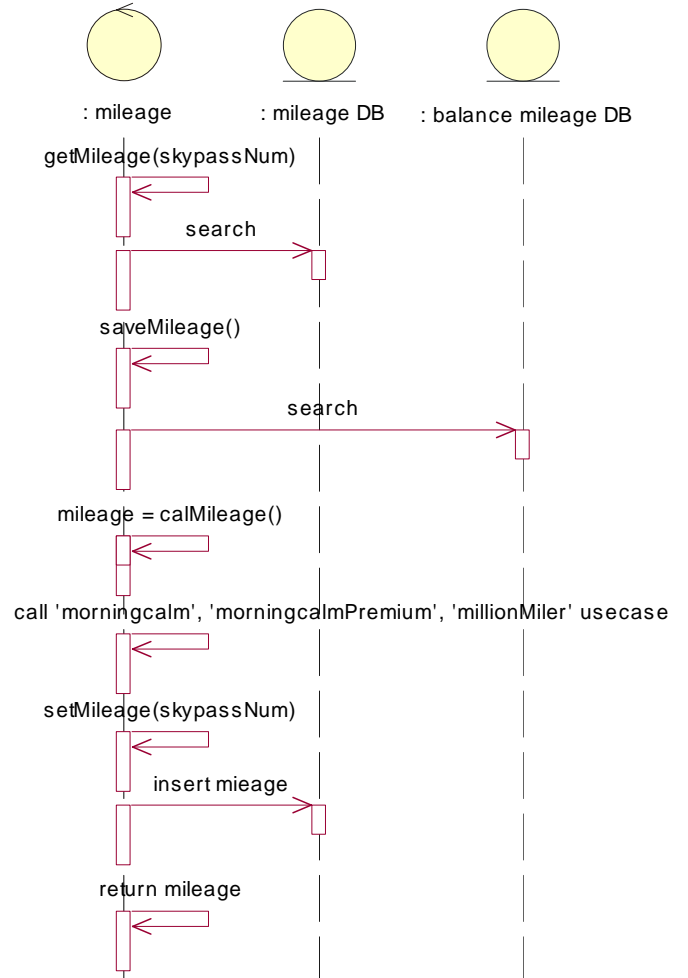 : mileage
: mileage DB
: balance mileage DB
getMileage(skypassNum)
search
saveMileage()
search
mileage = calMileage()
call 'morningcalm', 'morningcalmPremium', 'millionMiler' usecase
setMileage(skypassNum)
insert mieage
return mileage